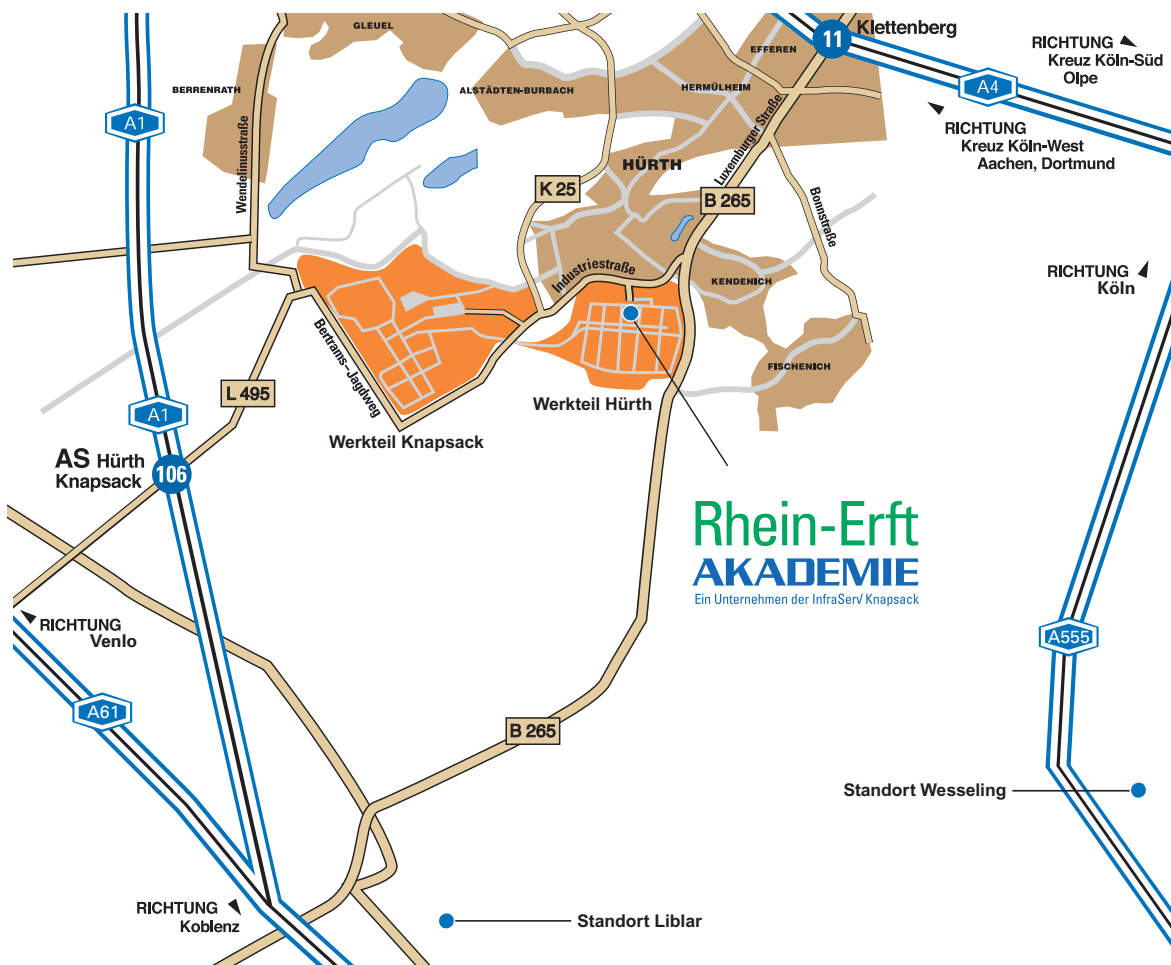 GLEUEL
Klettenberg
11
EFFEREN
RICHTUNG
Kreuz Köln-Süd
Olpe
A4
BERRENRATH
ALSTÄDTEN-BURBACH
HERMÜLHEIM
A1
RICHTUNG
Kreuz Köln-West
Aachen, Dortmund
Wendelinusstraße
Luxemburger Straße
HÜRTH
K 25
B 265
Bonnstraße
Industriestraße
KENDENICH
RICHTUNG
Köln
Bertrams-Jagdweg
FISCHENICH
L 495
Werkteil Hürth
A1
Werkteil Knapsack
AS Hürth
Knapsack
106
Rhein-Erft
AKADEMIE
Ein Unternehmen der InfraServ Knapsack
RICHTUNG
Venlo
A555
A61
B 265
Standort Wesseling
RICHTUNG
Koblenz
Standort Liblar